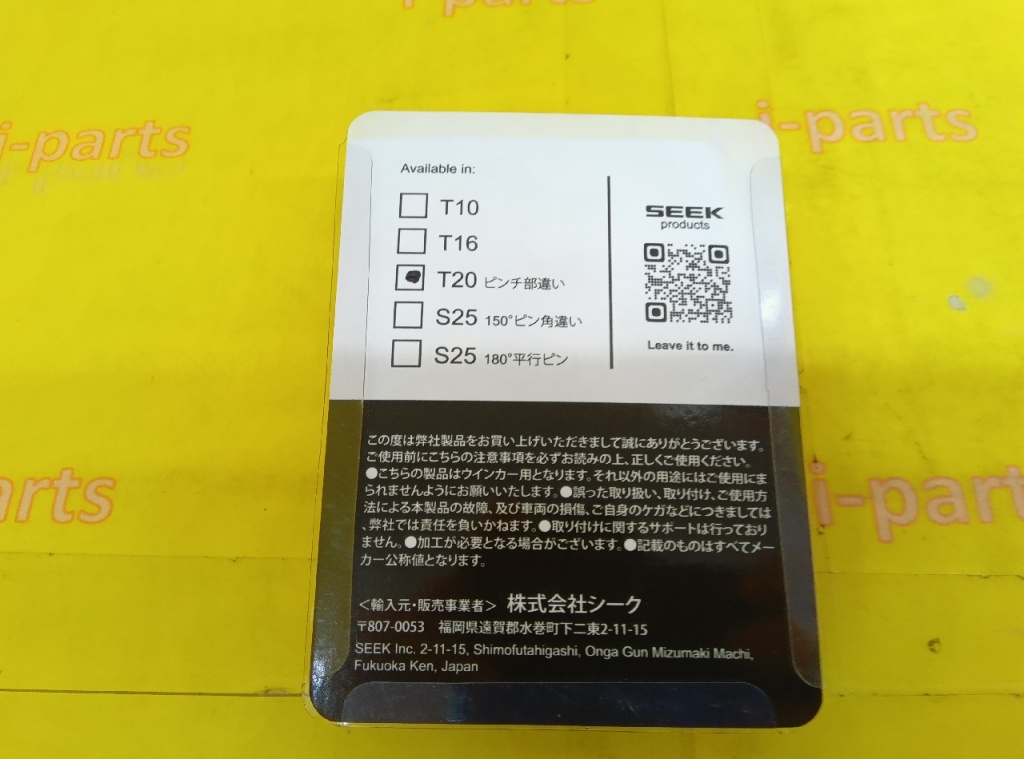 i-parts
i-parts
i-parts
Available in:
T10
T16
T20 ピンチ部違い
S25 150°ピン角違い
S25 180°平行ピン
SEEK
products
Leave it to me.
この度は弊社製品をお買い上げいただきまして誠にありがとうございます。
ご使用前にこちらの注意事項を必ずお読みの上、正しくご使用ください。
●こちらの製品はウインカー用となります。それ以外の用途にはご使用にま
られませんようにお願いいたします。●誤った取り扱い、取り付け、ご使用方
法による本製品の故障、及び車両の損傷、ご自身のケガなどにつきましては
、弊社では責任を負いかねます。●取り付けに関するサポートは行っており
ません。●加工が必要となる場合がございます。●記載のものはすべてメー
カー公称値となります。
<輸入元・販売事業者> 株式会社シーク
〒807-0053 福岡県遠賀郡水巻町下二東2-11-15
SEEK Inc. 2-11-15, Shimofutahigashi, Onga Gun Mizumaki Machi,
Fukuoka Ken, Japan
arts
i-parts